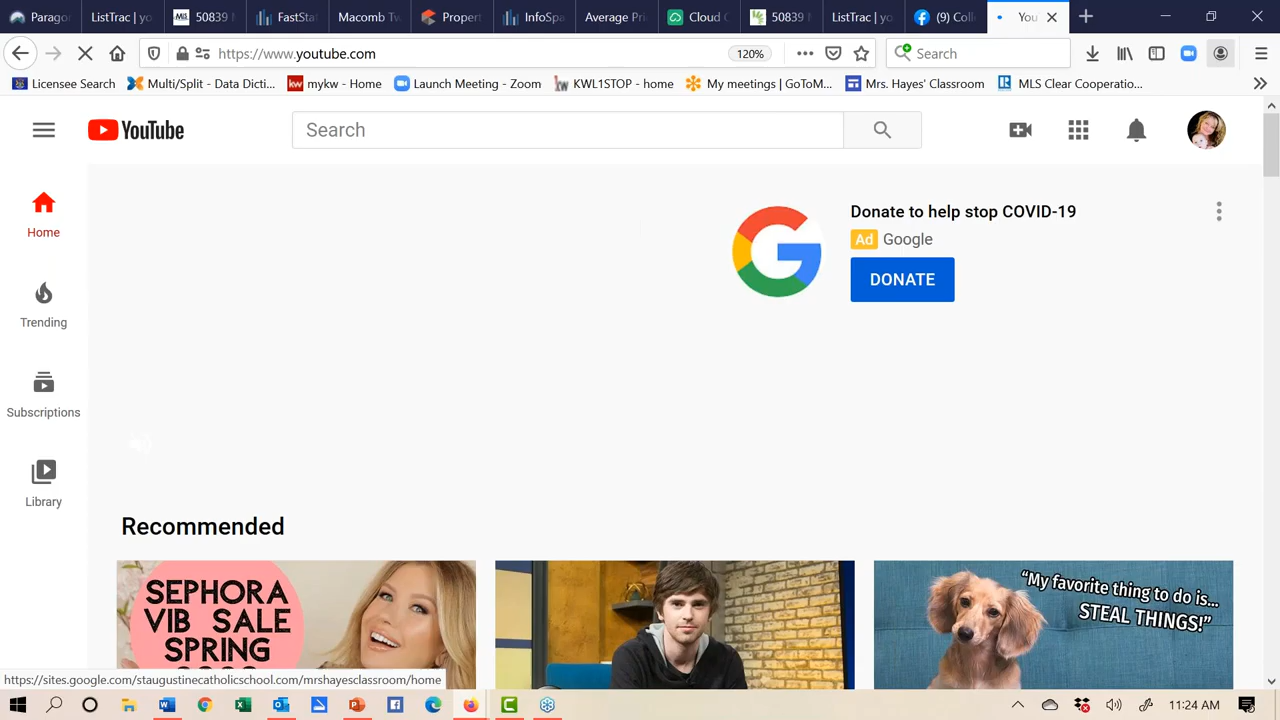 Parago
ListTrac | yo
50839 M
FastSta
Macomb Tw
Propert
InfoSpa
Average Pri
Cloud C
50839
ListTrac | yo
(9) Coll
You
https://www.youtube.com
120%
Search
Licensee Search
Multi/Split - Data Dicti...
mykw - Home
Launch Meeting - Zoom
KWL1STOP - home
My meetings | GoToM...
Mrs. Hayes' Classroom
MLS Clear Cooperatio...
YouTube
Search
Home
Trending
Subscriptions
Library
Donate to help stop COVID-19
Ad Google
DONATE
Recommended
SEPHORA
VIB SALE
SPRING
"My favorite thing to do is...
STEAL THINGS!"
https://sites.google.com/staugustinecatholicschool.com/mrshayesclassroom/home
11:24 AM